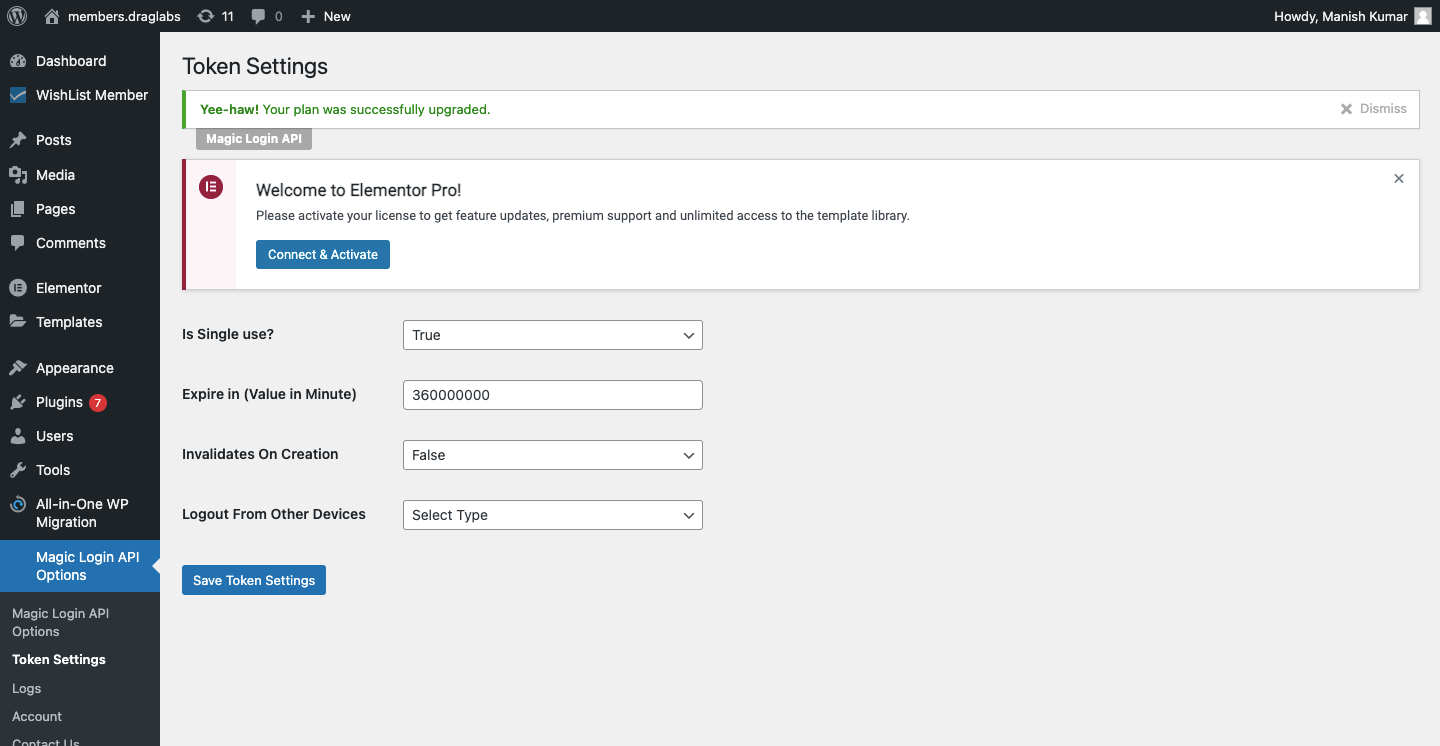 members.draglabs
11
0
New
Howdy, Manish Kumar
Dashboard
WishList Member
Posts
Media
Pages
Comments
Elementor
Templates
Appearance
Plugins 7
Users
Tools
All-in-One WP
Migration
Magic Login API
Options
Magic Login API
Options
Token Settings
Logs
Account
Contact Us
Token Settings
Yee-haw! Your plan was successfully upgraded.
Dismiss
Magic Login API
Welcome to Elementor Pro!
Please activate your license to get feature updates, premium support and unlimited access to the template library.
Connect & Activate
Is Single use?
True
Expire in (Value in Minute)
360000000
Invalidates On Creation
False
Logout From Other Devices
Select Type
Save Token Settings